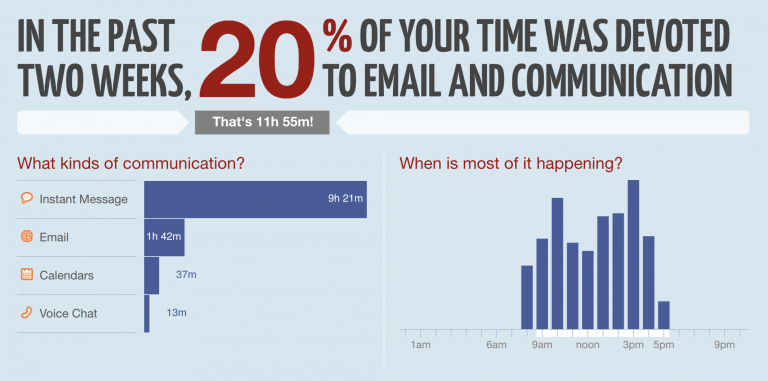 IN THE PAST
TWO WEEKS,
20
% OF YOUR TIME WAS DEVOTED
TO EMAIL AND COMMUNICATION
That's 11h 55m!
What kinds of communication?
Instant Message 9h 21m
Email 1h 42m
Calendars 37m
Voice Chat 13m
When is most of it happening?
1am 6am 9am noon 3pm 5pm 9pm